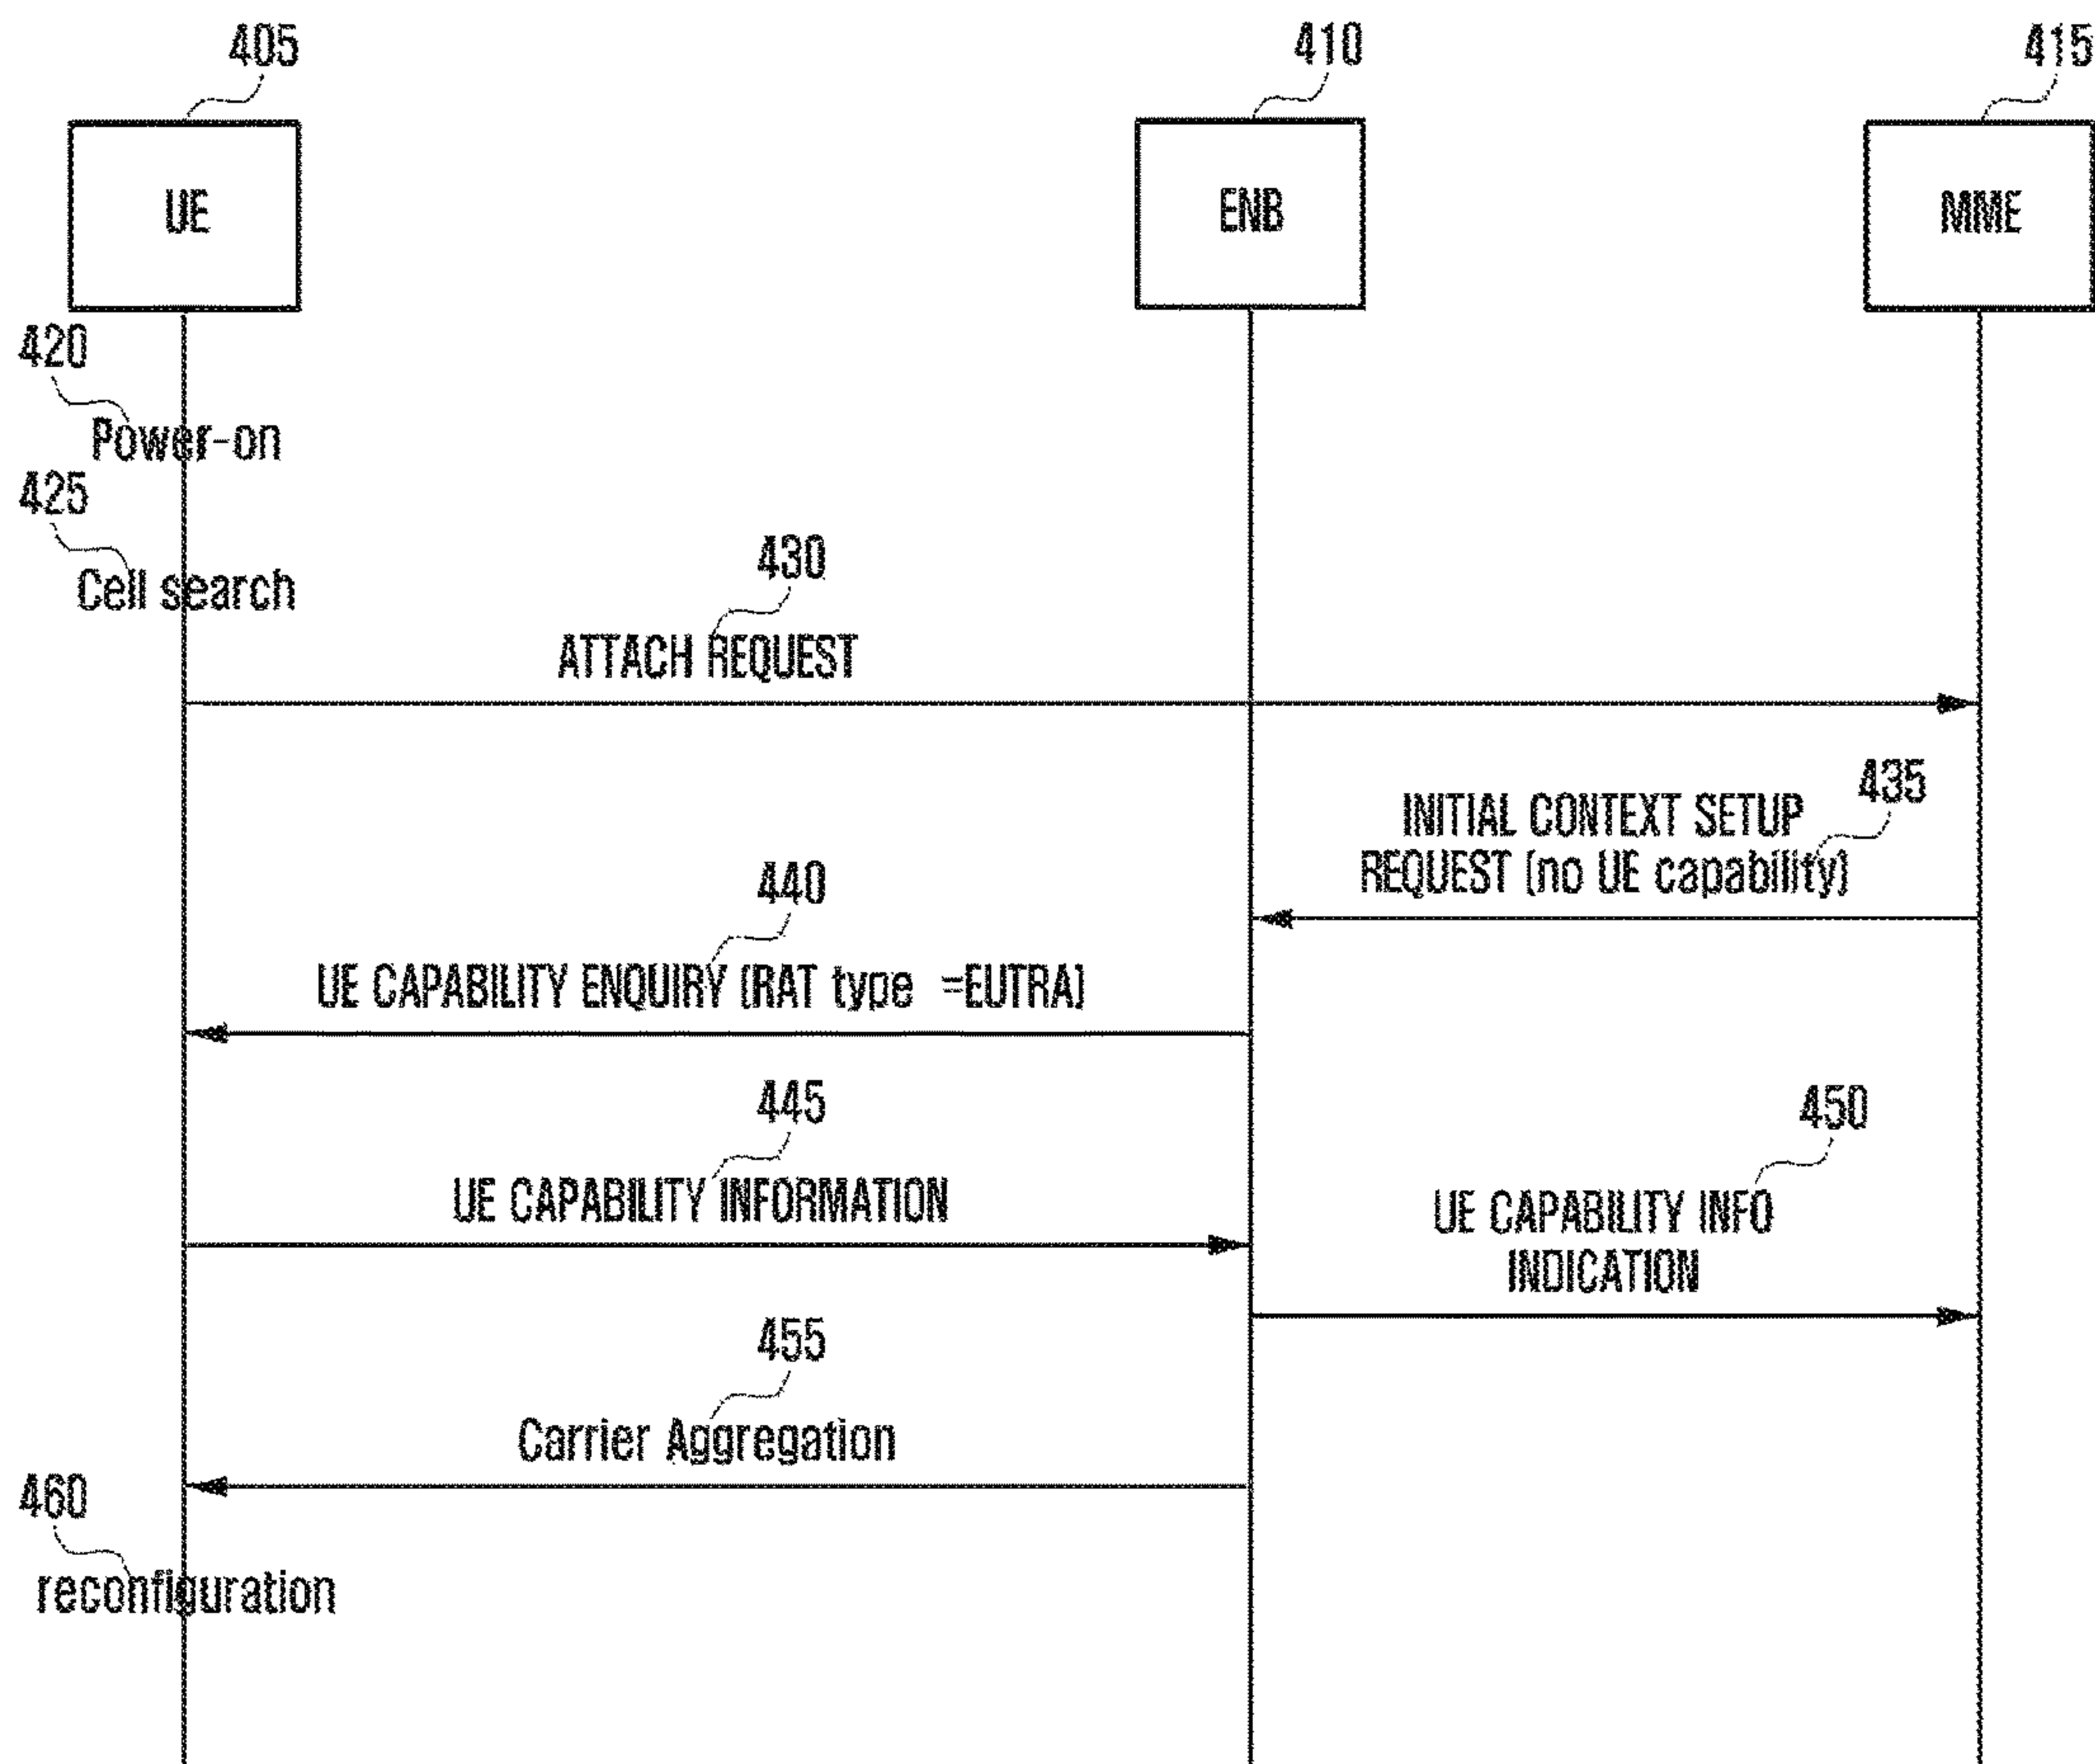 405
410
415
UE
ENB
MME
420
Power-on
425
Cell search
430
ATTACH REQUEST
435
INITIAL CONTEXT SETUP
REQUEST (no UE capability)
440
UE CAPABILITY ENQUIRY (RAT type =EUTRA)
445
UE CAPABILITY INFORMATION
450
UE CAPABILITY INFO
INDICATION
455
Carrier Aggregation
460
reconfiguration